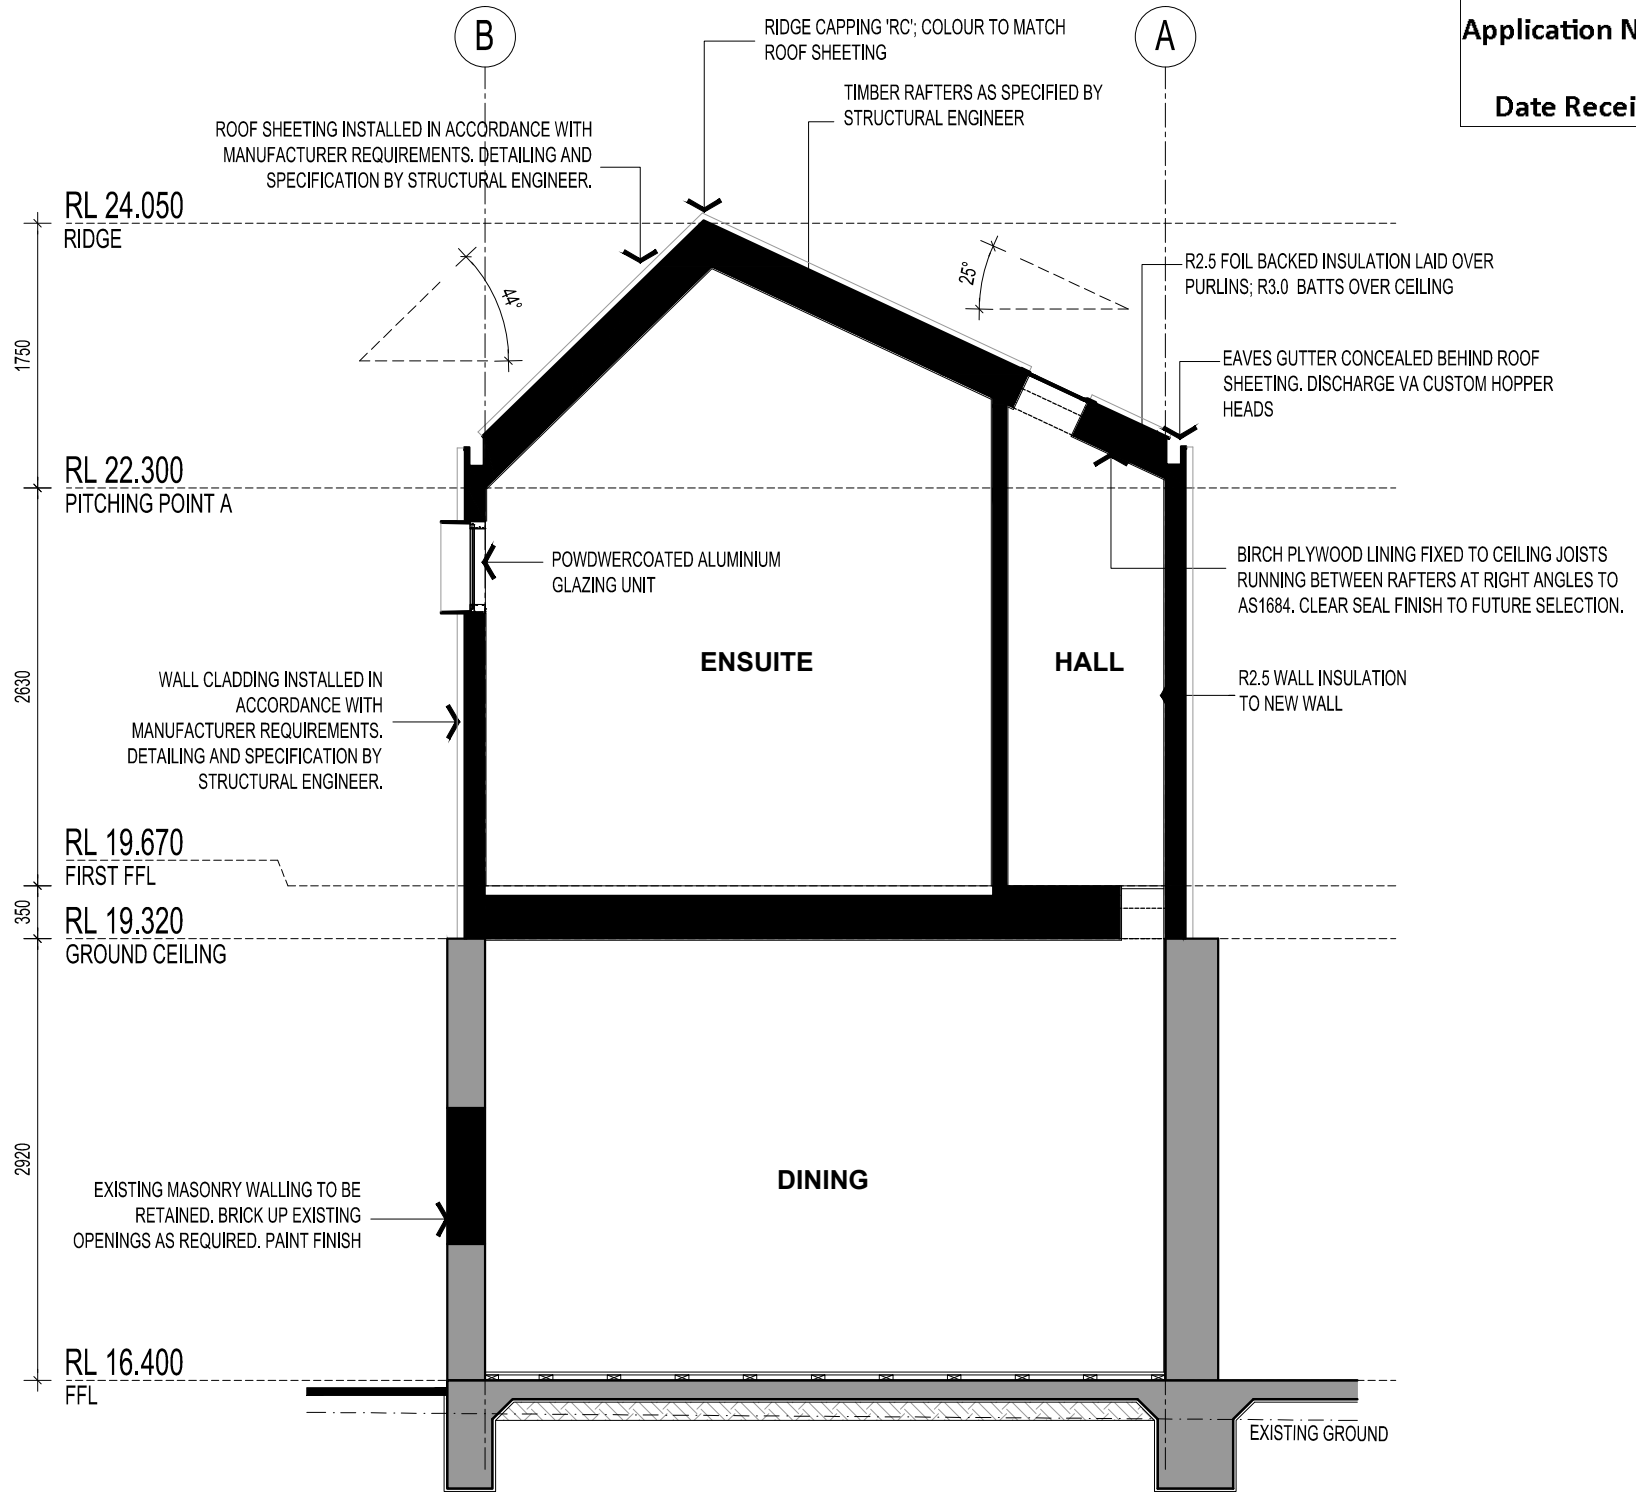 Application N
Date Recei
B
A
RIDGE CAPPING 'RC'; COLOUR TO MATCH
ROOF SHEETING
TIMBER RAFTERS AS SPECIFIED BY
STRUCTURAL ENGINEER
ROOF SHEETING INSTALLED IN ACCORDANCE WITH
MANUFACTURER REQUIREMENTS. DETAILING AND
SPECIFICATION BY STRUCTURAL ENGINEER.
RL 24.050
RIDGE
44°
25°
R2.5 FOIL BACKED INSULATION LAID OVER
PURLINS; R3.0 BATTS OVER CEILING
1750
EAVES GUTTER CONCEALED BEHIND ROOF
SHEETING. DISCHARGE VA CUSTOM HOPPER
HEADS
RL 22.300
PITCHING POINT A
POWDWERCOATED ALUMINIUM
GLAZING UNIT
BIRCH PLYWOOD LINING FIXED TO CEILING JOISTS
RUNNING BETWEEN RAFTERS AT RIGHT ANGLES TO
AS1684. CLEAR SEAL FINISH TO FUTURE SELECTION.
ENSUITE
HALL
2630
WALL CLADDING INSTALLED IN
ACCORDANCE WITH
MANUFACTURER REQUIREMENTS.
DETAILING AND SPECIFICATION BY
STRUCTURAL ENGINEER.
R2.5 WALL INSULATION
TO NEW WALL
RL 19.670
FIRST FFL
350
RL 19.320
GROUND CEILING
2920
DINING
EXISTING MASONRY WALLING TO BE
RETAINED. BRICK UP EXISTING
OPENINGS AS REQUIRED. PAINT FINISH
RL 16.400
FFL
EXISTING GROUND